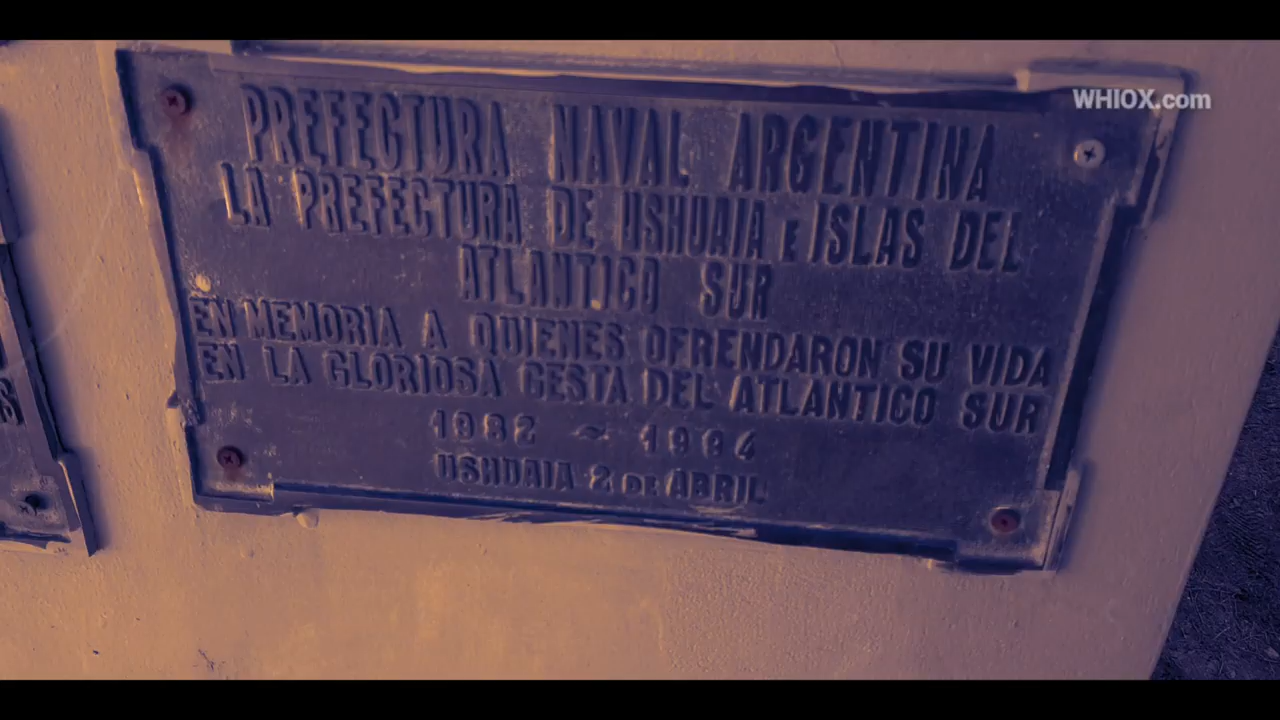 WHIOX.com
PREFECTURA NAVAL ARGENTINA
LA PREFECTURA DE USHUAIA E ISLAS DEL
ATLANTICO SUR
EN MEMORIA A QUIENES OFRENDARON SU VIDA
EN LA GLORIOSA GESTA DEL ATLANTICO SUR
1982 ~ 1994
USHUAIA 2 DE ABRIL